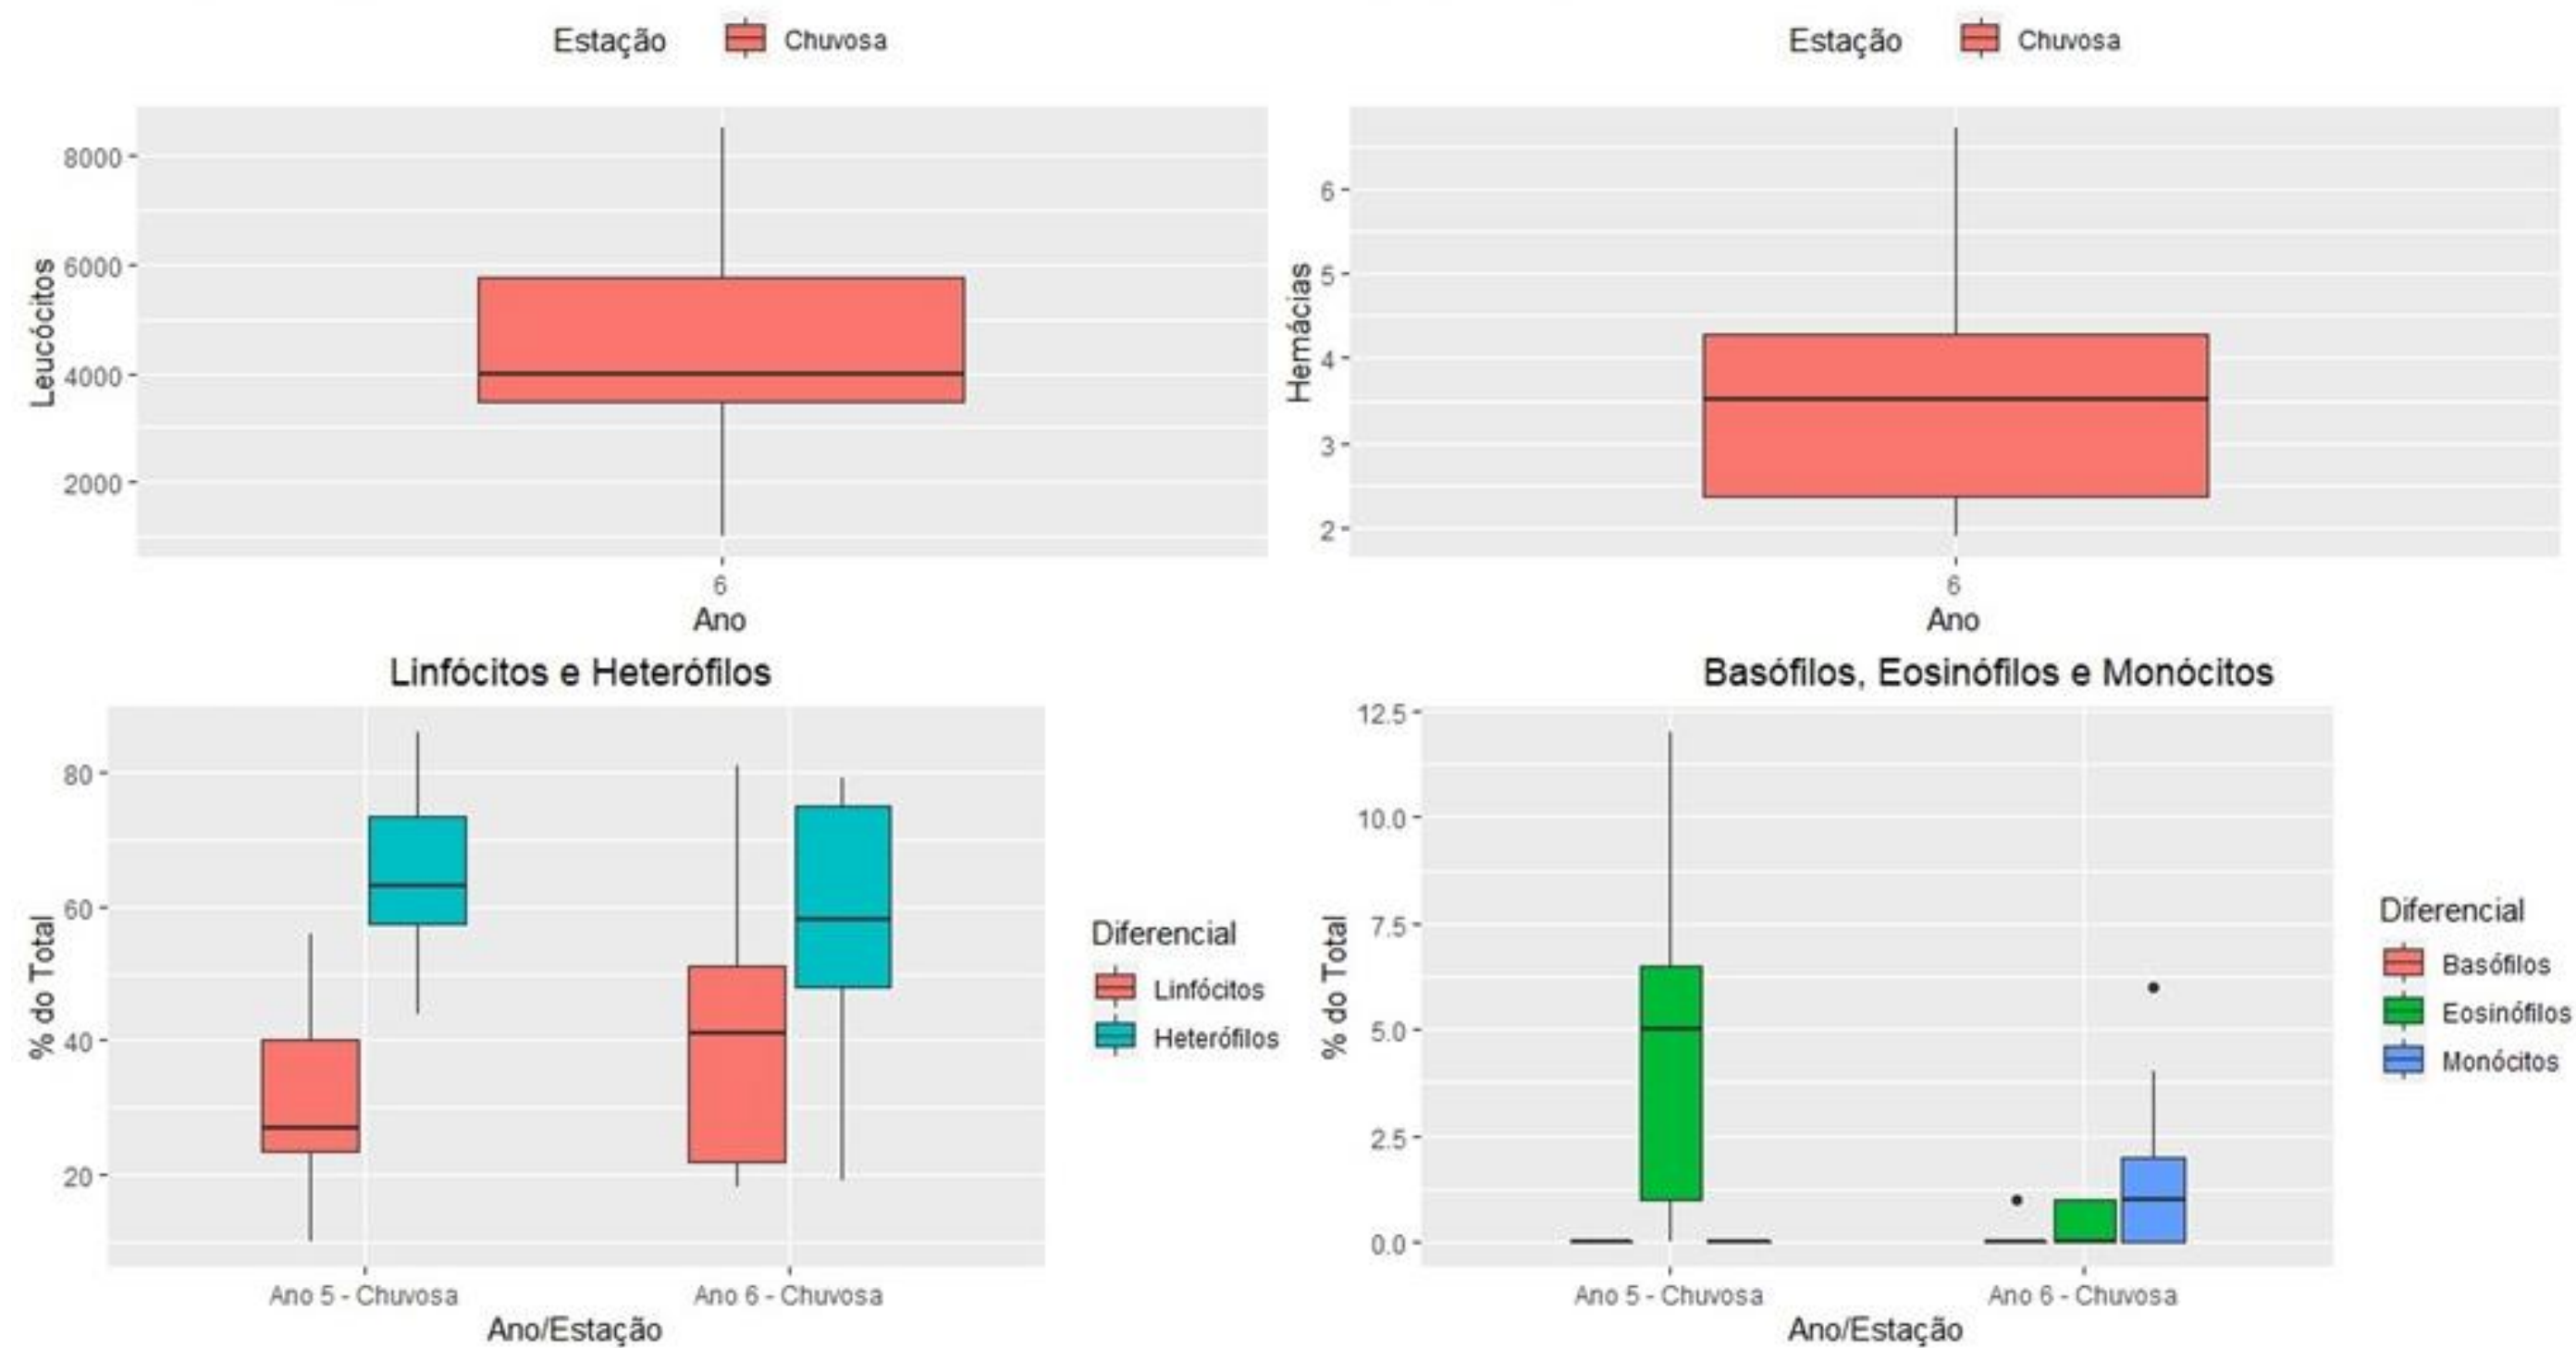 Estação Chuvosa
Leucócitos
8000
6000
4000
2000
6
Ano
Estação Chuvosa
Hemácias
6
5
4
3
2
6
Ano
Linfócitos e Heterófilos
% do Total
80
60
40
20
Ano 5 - Chuvosa Ano 6 - Chuvosa
Ano/Estação
Diferencial
Linfócitos
Heterófilos
Basófilos, Eosinófilos e Monócitos
% do Total
12.5
10.0
7.5
5.0
2.5
0.0
Ano 5 - Chuvosa Ano 6 - Chuvosa
Ano/Estação
Diferencial
Basófilos
Eosinófilos
Monócitos